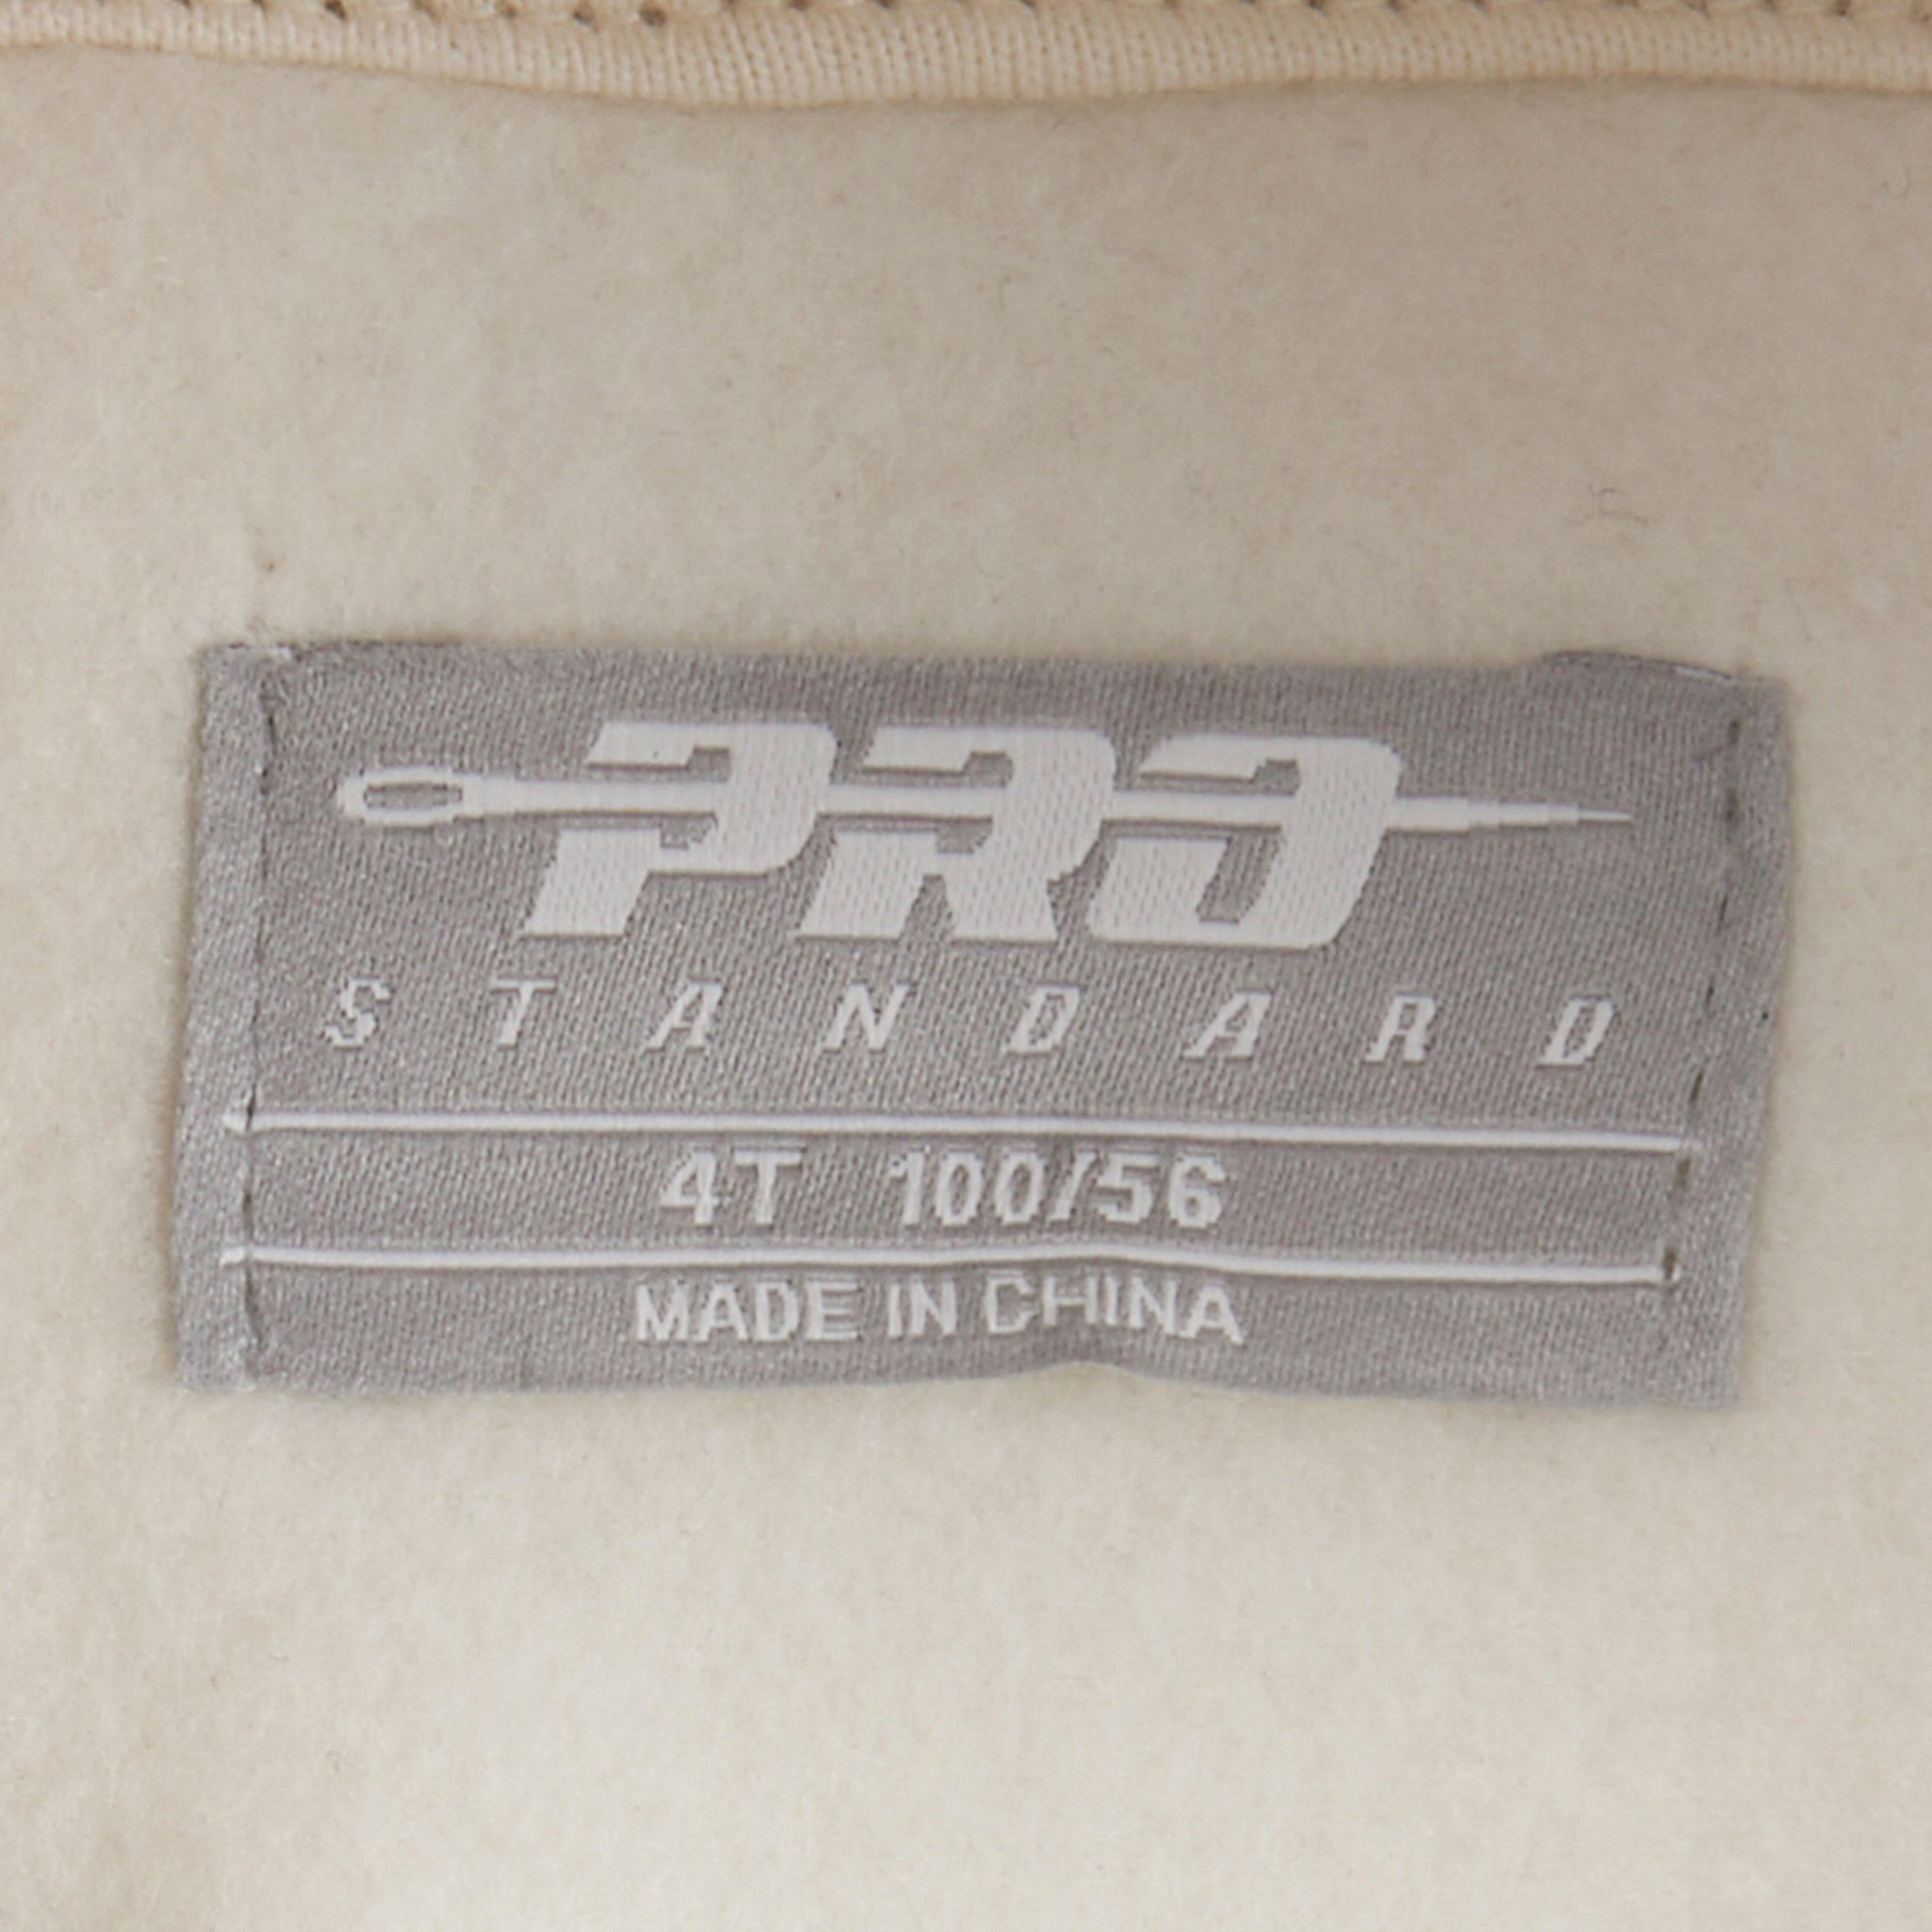 PRO
STANDARD
4T 100/56
MADE IN CHINA